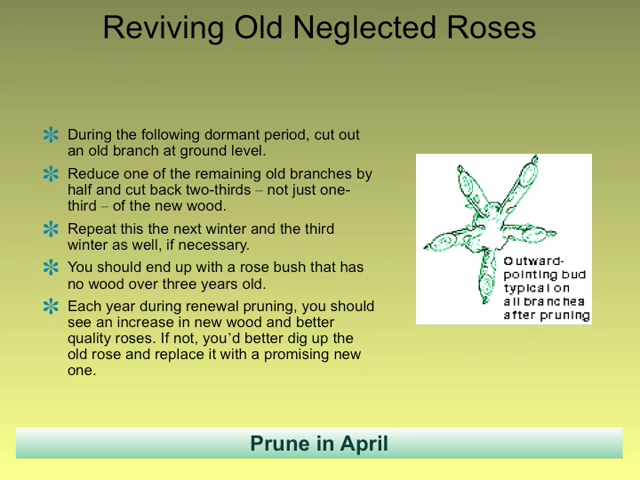 Reviving Old Neglected Roses
During the following dormant period, cut out
an old branch at ground level.
Reduce one of the remaining old branches by
half and cut back two-thirds – not just one-
third – of the new wood.
Repeat this the next winter and the third
winter as well, if necessary.
You should end up with a rose bush that has
no wood over three years old.
Each year during renewal pruning, you should
see an increase in new wood and better
quality roses. If not, you’d better dig up the
old rose and replace it with a promising new
one.
Outward-
pointing bud
typical on
all branches
after pruning
Prune in April